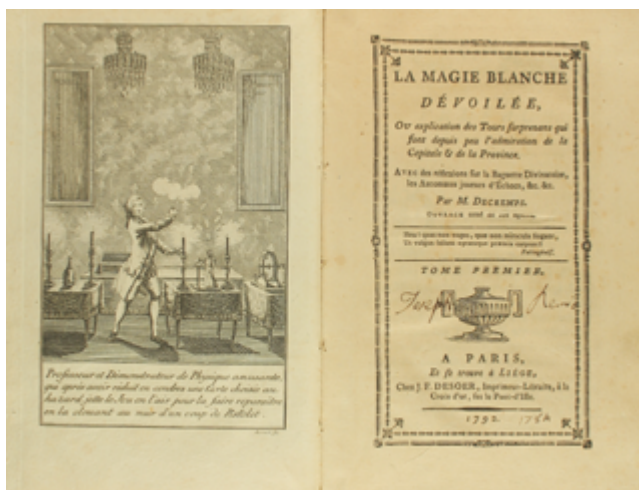 Professeur et Démonstrateur de Physique amusante,
qui après avoir réduit en cendres une Carte choisie au
hazard, jette le Jeu en l'air pour la faire reparoitre
en la clouant au mur d'un coup de Pistolet.
LA MAGIE BLANCHE
DÉVOILÉE,
OU explication des Tours surprenans qui
font depuis peu l'admiration de la
Capitale & de la Province.
AVEC des réflexions sur la Baguette Divinatoire,
les Automates joueurs d'Echecs, &c. &c.
Par M. DECREMPS.
OUVRAGE
TOME PREMIER.
A PARIS,
Et se trouve à LIÉGE,
Chez J. F. DESOER, Imprimeur-Libraire, à la
Croix d'or, sur le Pont-d'Isle.
1792.